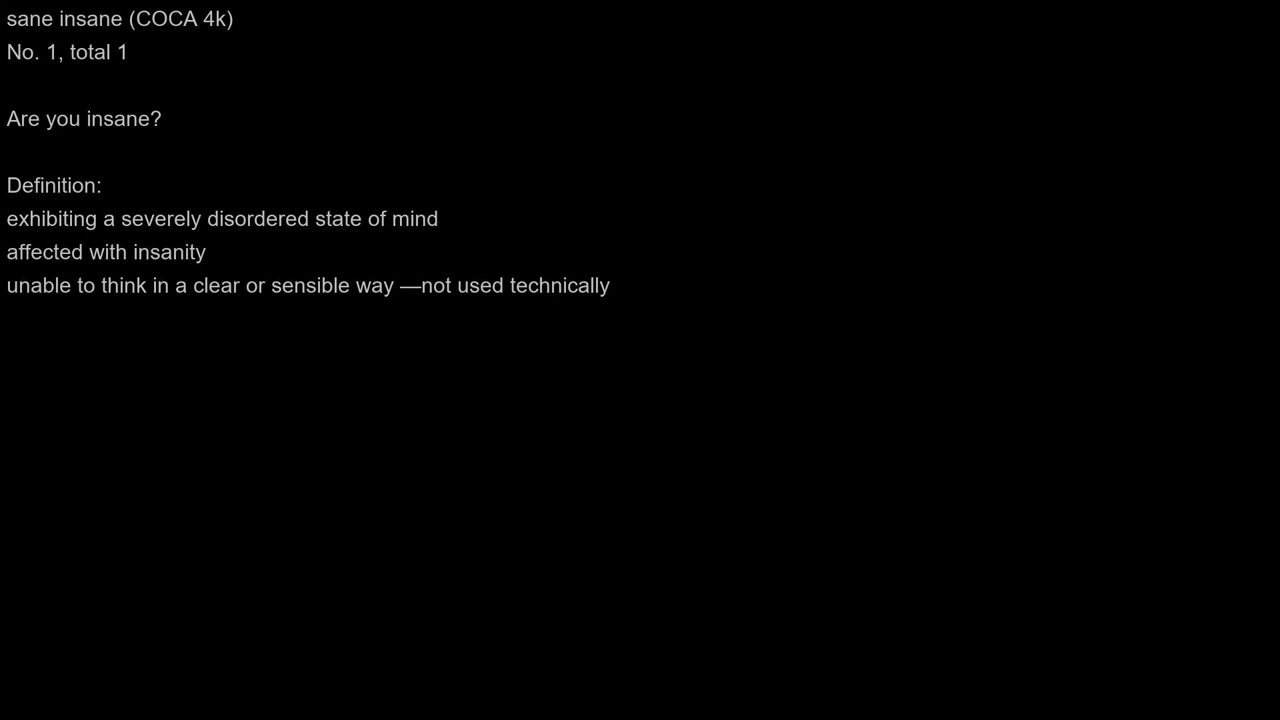 sane insane (COCA 4k)
No. 1, total 1
Are you insane?
Definition:
exhibiting a severely disordered state of mind
affected with insanity
unable to think in a clear or sensible way —not used technically